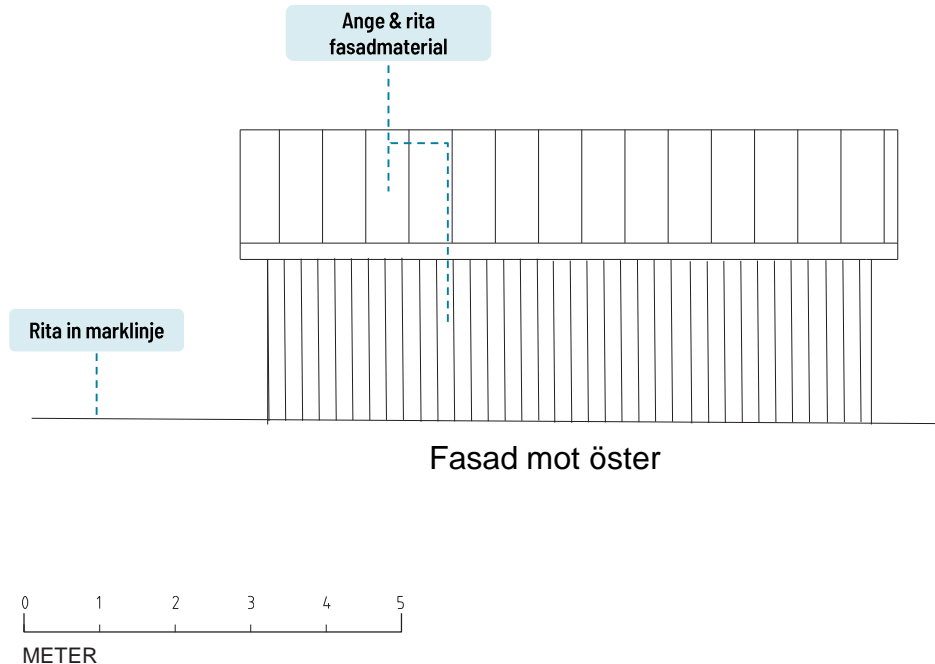 Ange & rita
fasadmaterial
Rita in marklinje
Fasad mot öster
0 1 2 3 4 5
METER